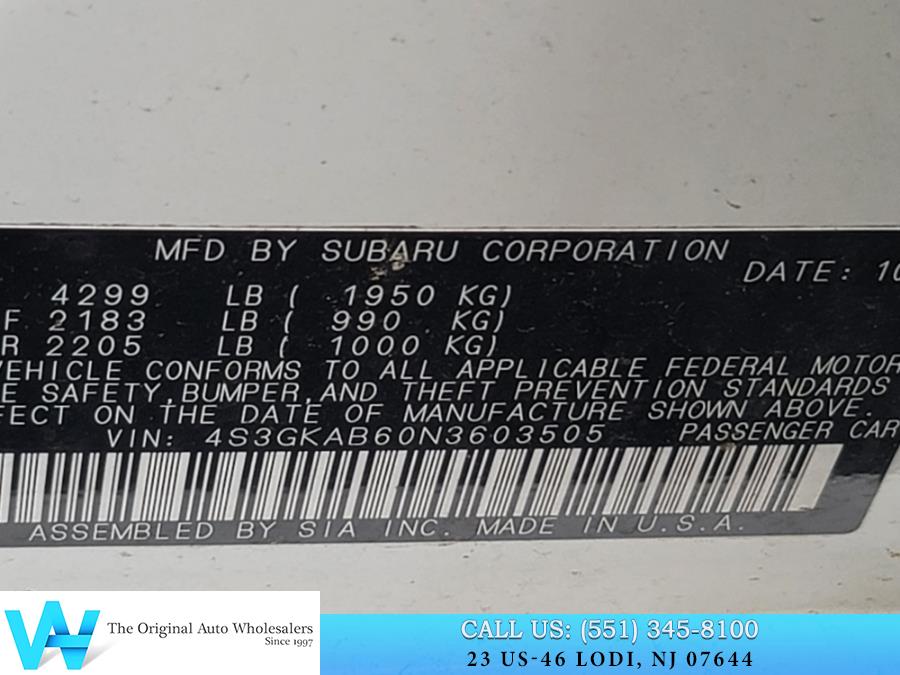 MFD BY SUBARU CORPORATION
DATE: 10
4299 LB ( 1950 KG)
F 2183 LB ( 990 KG)
R 2205 LB ( 1000 KG)
VEHICLE CONFORMS TO ALL APPLICABLE FEDERAL MOTOR
E SAFETY, BUMPER, AND THEFT PREVENTION STANDARDS
FECT ON THE DATE OF MANUFACTURE SHOWN ABOVE.
VIN: 4S3GKAB60N3603505 PASSENGER CAR
ASSEMBLED BY SIA INC. MADE IN U.S.A.
The Original Auto Wholesalers
Since 1997
CALL US: (551) 345-8100
23 US-46 LODI, NJ 07644